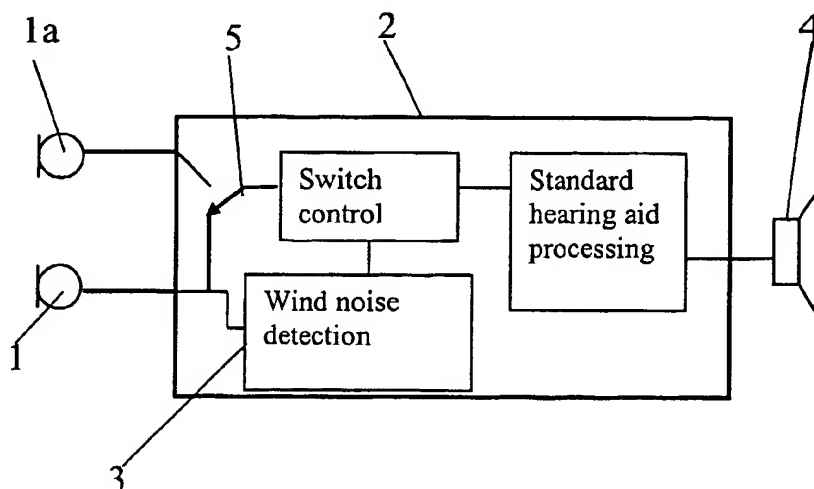 1a
5
2
4
Switch
control
Standard
hearing aid
processing
1
Wind noise
detection
3